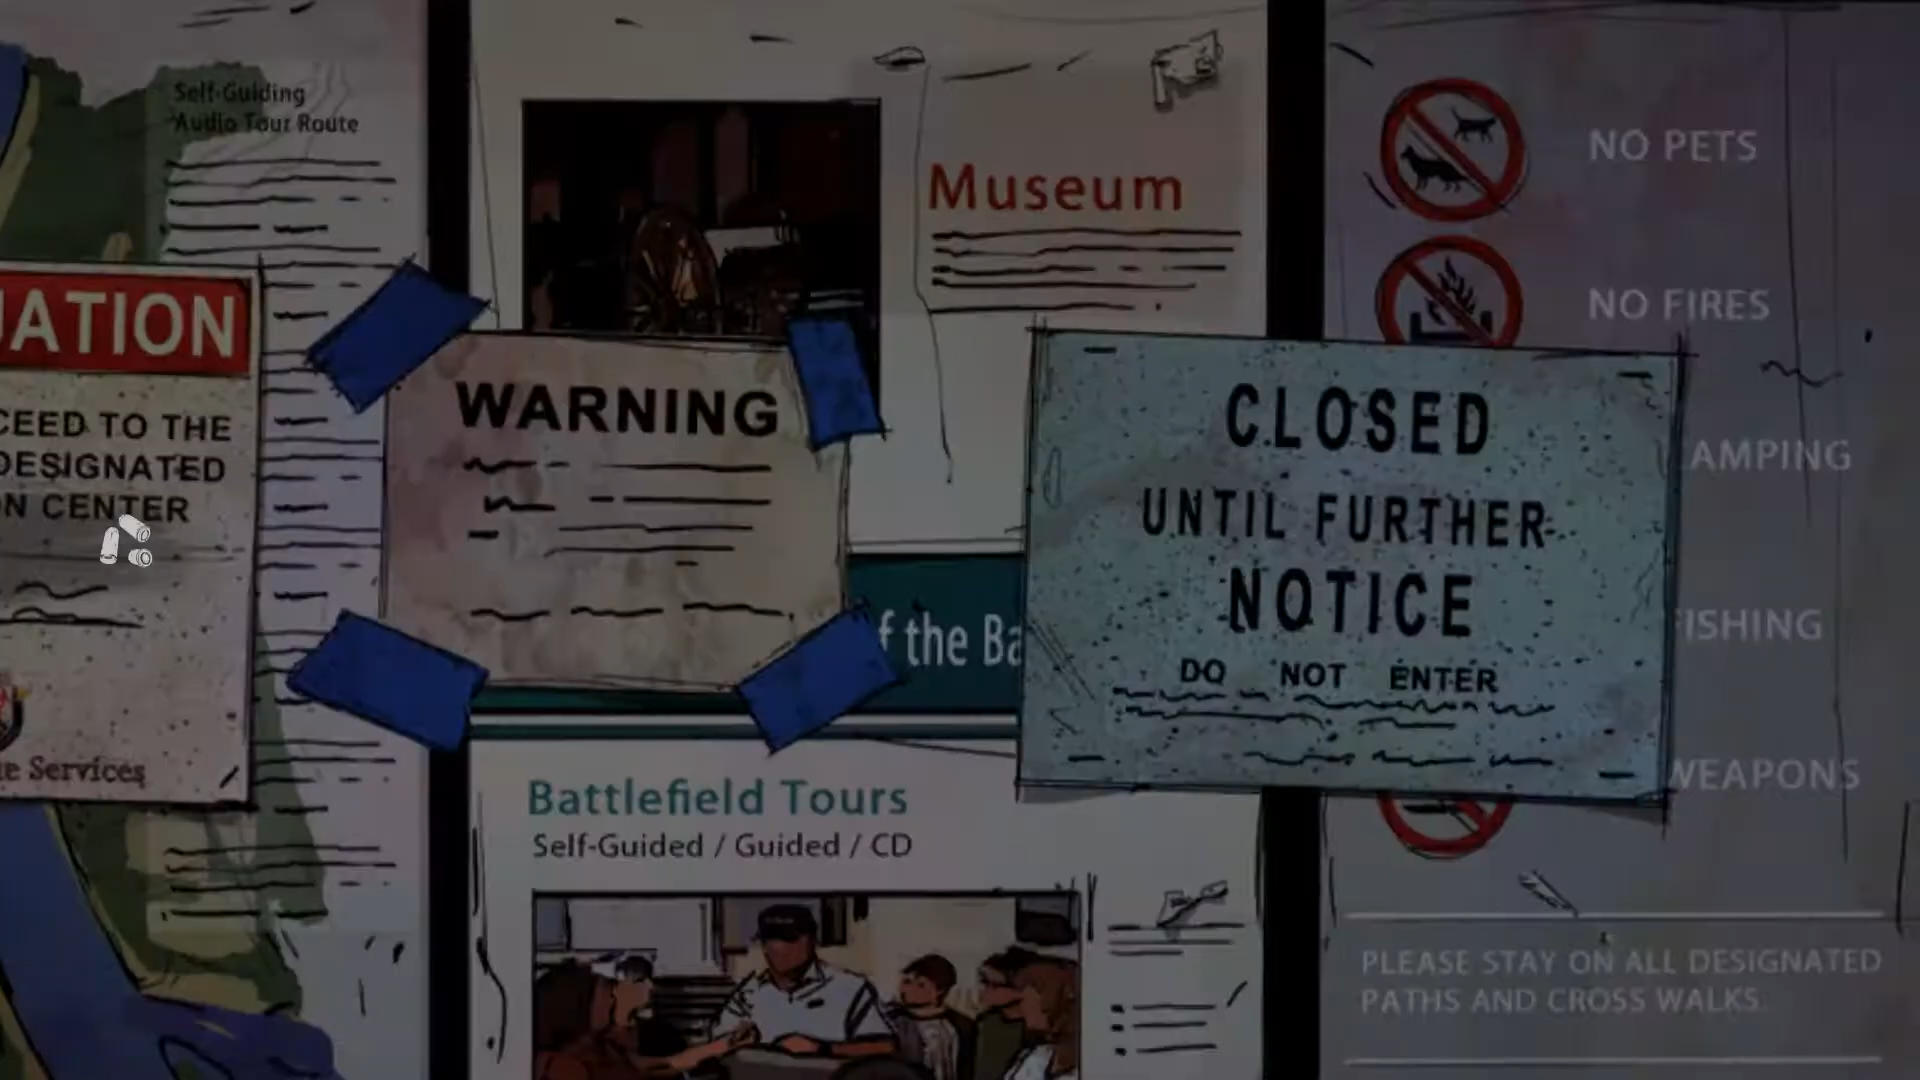 Self-Guiding
Audio Tour Route
UATION
CEED TO THE
DESIGNATED
N CENTER
e Services
WARNING
Museum
f the Ba
Battlefield Tours
Self-Guided / Guided / CD
CLOSED
UNTIL FURTHER
NOTICE
DO NOT ENTER
NO PETS
NO FIRES
AMPING
ISHING
WEAPONS
PLEASE STAY ON ALL DESIGNATED
PATHS AND CROSS WALKS.